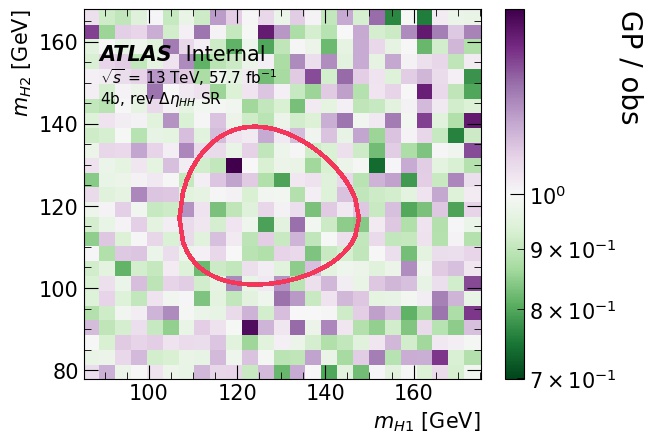 ATLAS Internal
√s = 13 TeV, 57.7 fb⁻¹
4b, rev Δη_HH SR
m_H2 [GeV]
160
140
120
100
80
100
120
140
160
m_H1 [GeV]
GP / obs
10⁰
9 × 10⁻¹
8 × 10⁻¹
7 × 10⁻¹